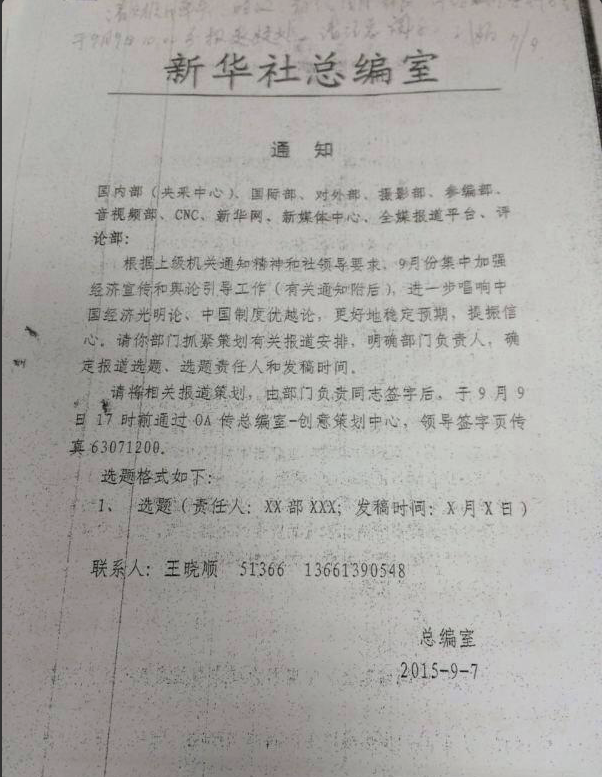 于9月9日
7/9
新华社总编室
通 知
国内部（央采中心）、国际部、对外部、摄影部、参编部、
音视频部、CNC、新华网、新媒体中心、全媒报道平台、评
论部：
根据上级机关通知精神和社领导要求，9月份集中加强
经济宣传和舆论引导工作（有关通知附后），进一步唱响中
国经济光明论、中国制度优越论，更好地稳定预期，提振信
心。请你部门抓紧策划有关报道安排，明确部门负责人，确
定报道选题、选题责任人和发稿时间。
请将相关报道策划，由部门负责同志签字后，于9月9
日17时前通过OA传总编室-创意策划中心，领导签字页传
真63071200。
选题格式如下：
1、 选题（责任人：XX部XXX；发稿时间：X月X日）
联系人：王晓顺 51366 13661390548
总编室
2015-9-7